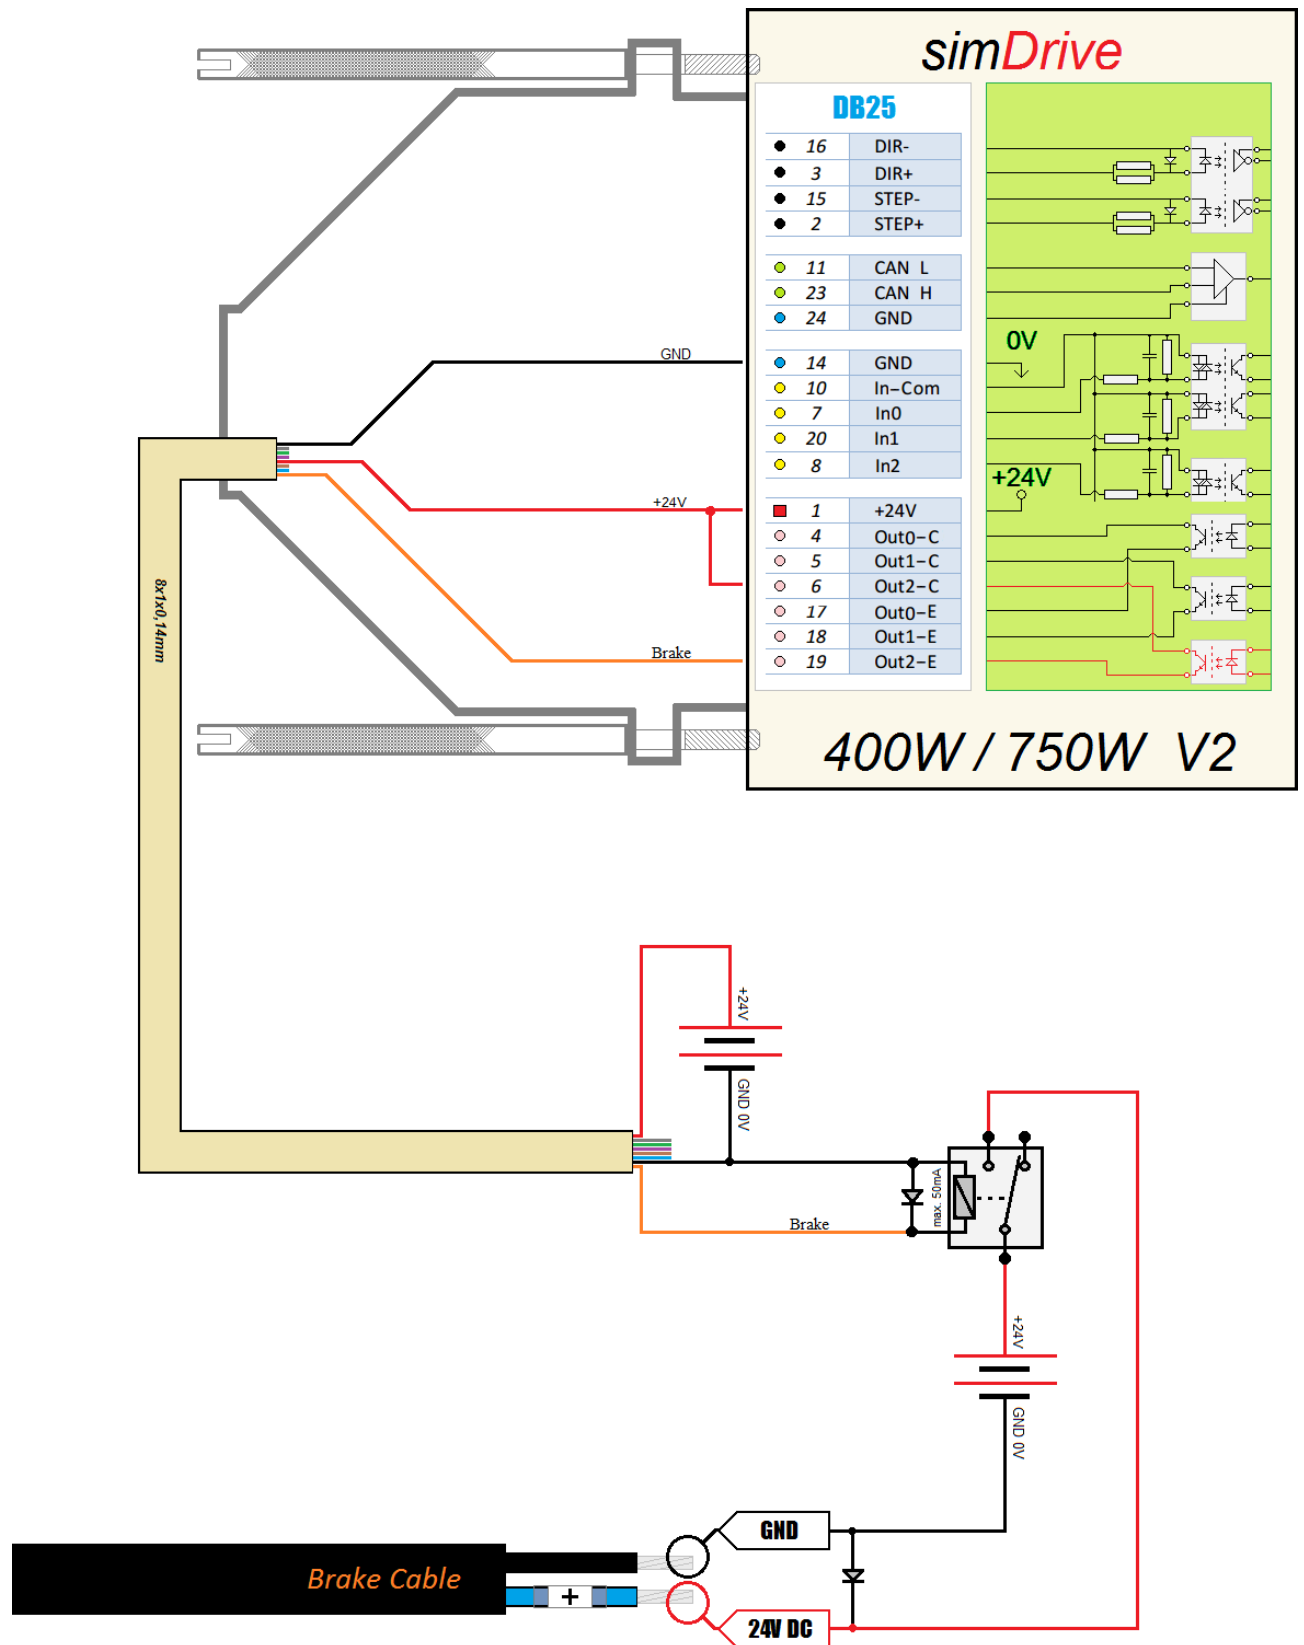 simDrive
DB25
16 DIR-
3 DIR+
15 STEP-
2 STEP+
11 CAN L
23 CAN H
24 GND
0V
GND
14 GND
10 In-Com
7 In0
20 In1
8 In2
+24V
+24V
1 +24V
4 Out0-C
5 Out1-C
6 Out2-C
17 Out0-E
18 Out1-E
Brake
19 Out2-E
8x1x0,14mm
400W / 750W V2
+24V
GND 0V
max. 50mA
Brake
+24V
GND 0V
GND
Brake Cable
+
24V DC